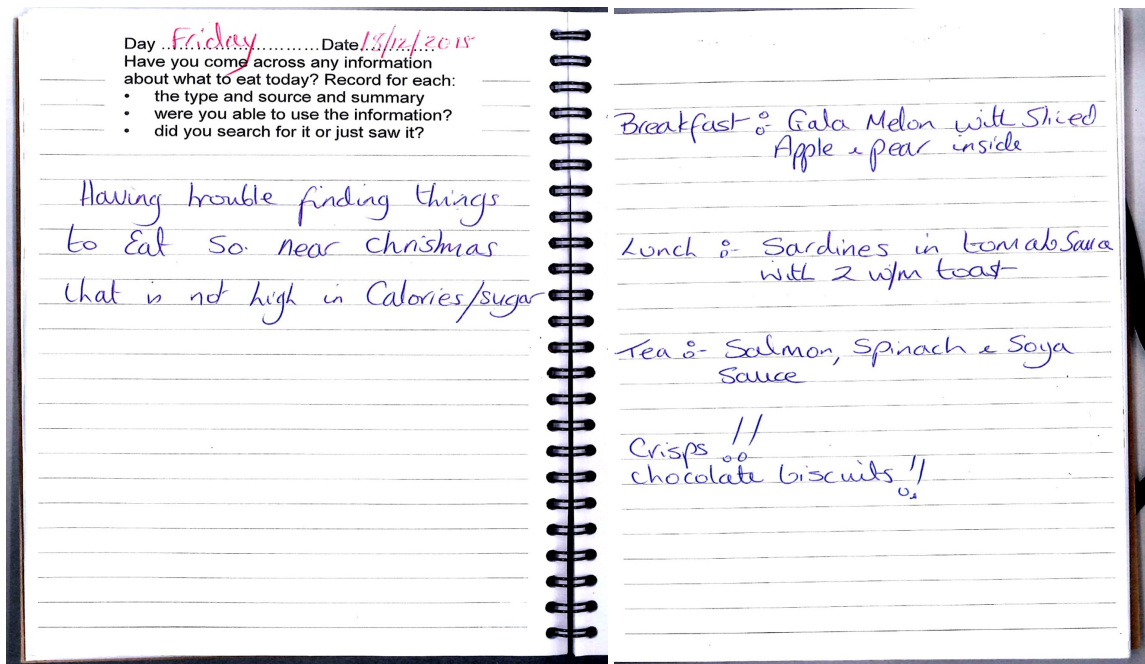 Day ..Friday.............Date18/12/2015
Have you come across any information
about what to eat today? Record for each:
• the type and source and summary
• were you able to use the information?
• did you search for it or just saw it?
Having trouble finding things
to Eat so near christmas
that is not high in Calories/sugar
Breakfast :- Gala Melon with Sliced
Apple & pear inside
Lunch :- Sardines in tomato Sauce
with 2 w/m toast
Tea :- Salmon, Spinach & Soya
Sauce
Crisps !!
chocolate biscuits !!